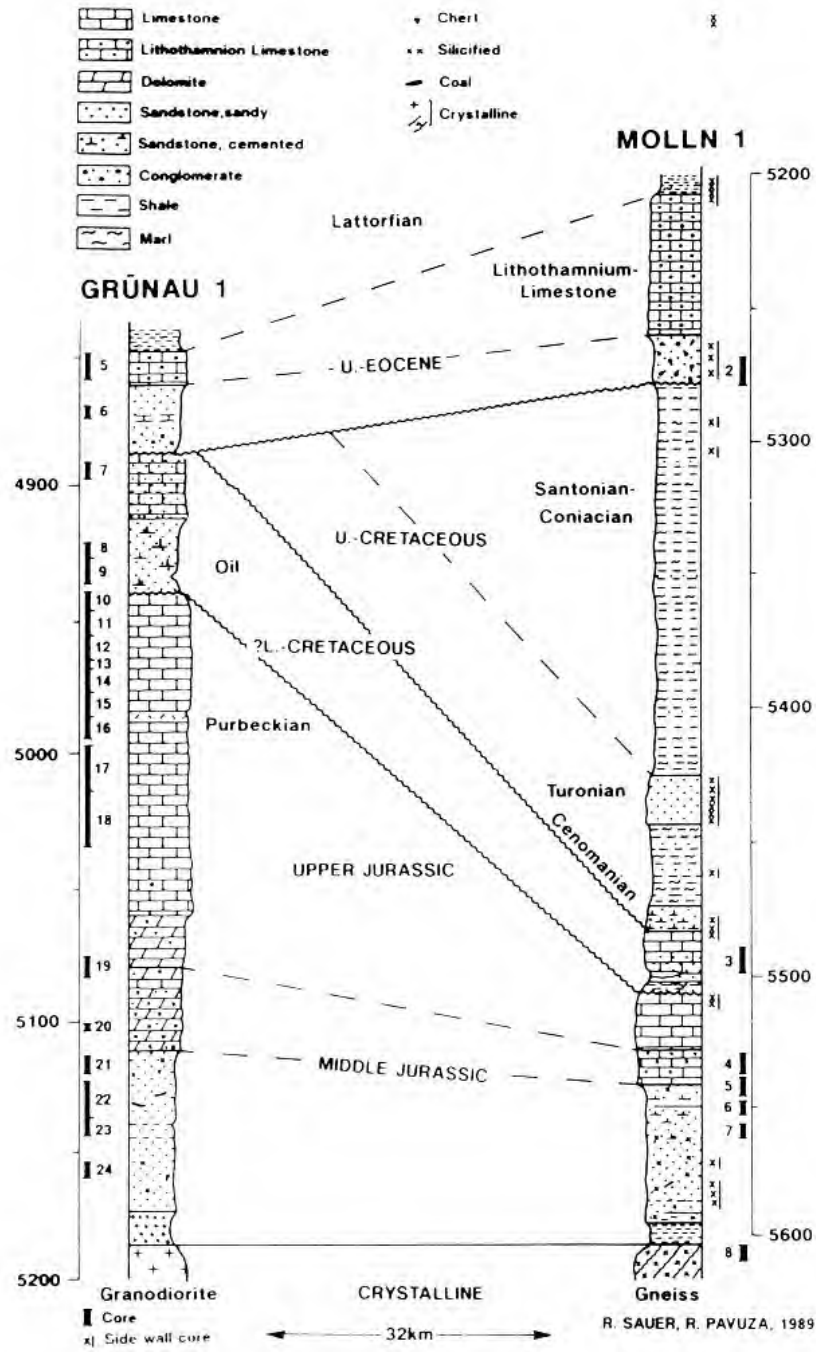 Limestone
Lithothamnion Limestone
Dolomite
Sandstone, sandy
Sandstone, cemented
Conglomerate
Shale
Marl
Chert
Silicified
Coal
Crystalline
MOLLN 1
GRÜNAU 1
5200
5300
5400
5500
5600
4900
5000
5100
5200
Lattorfian
Lithothamnium-
Limestone
U.-EOCENE
Santonian-
Coniacian
U.-CRETACEOUS
Oil
?L.-CRETACEOUS
Purbeckian
Turonian
Cenomanian
UPPER JURASSIC
MIDDLE JURASSIC
5
6
7
8
9
10
11
12
13
14
15
16
17
18
19
20
21
22
23
24
2
3
4
5
6
7
8
Granodiorite
CRYSTALLINE
Gneiss
Core
x| Side wall core
32km
R. SAUER, R. PAVUZA, 1989